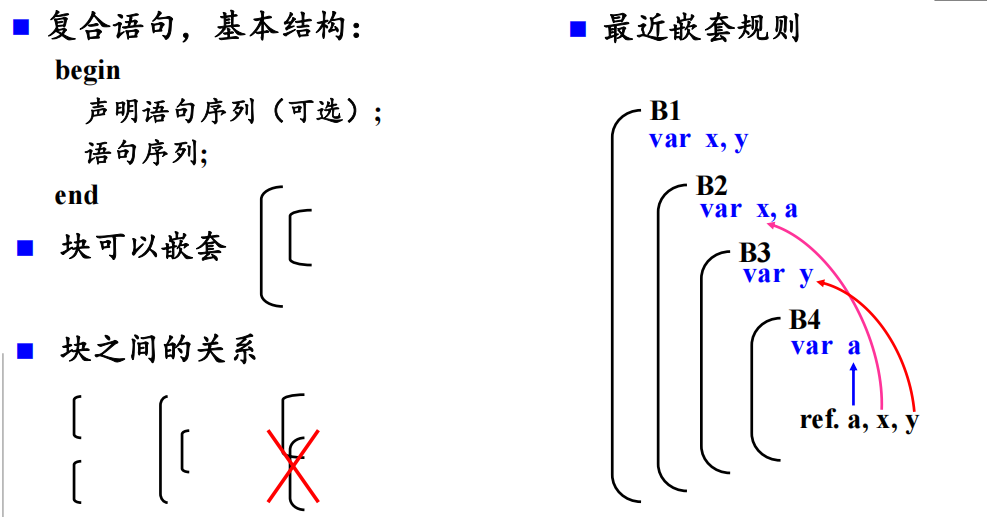 复合语句，基本结构：
begin
声明语句序列（可选）；
语句序列;
end
块可以嵌套
块之间的关系
最近嵌套规则
B1
var x, y
B2
var x, a
B3
var y
B4
var a
ref. a, x, y